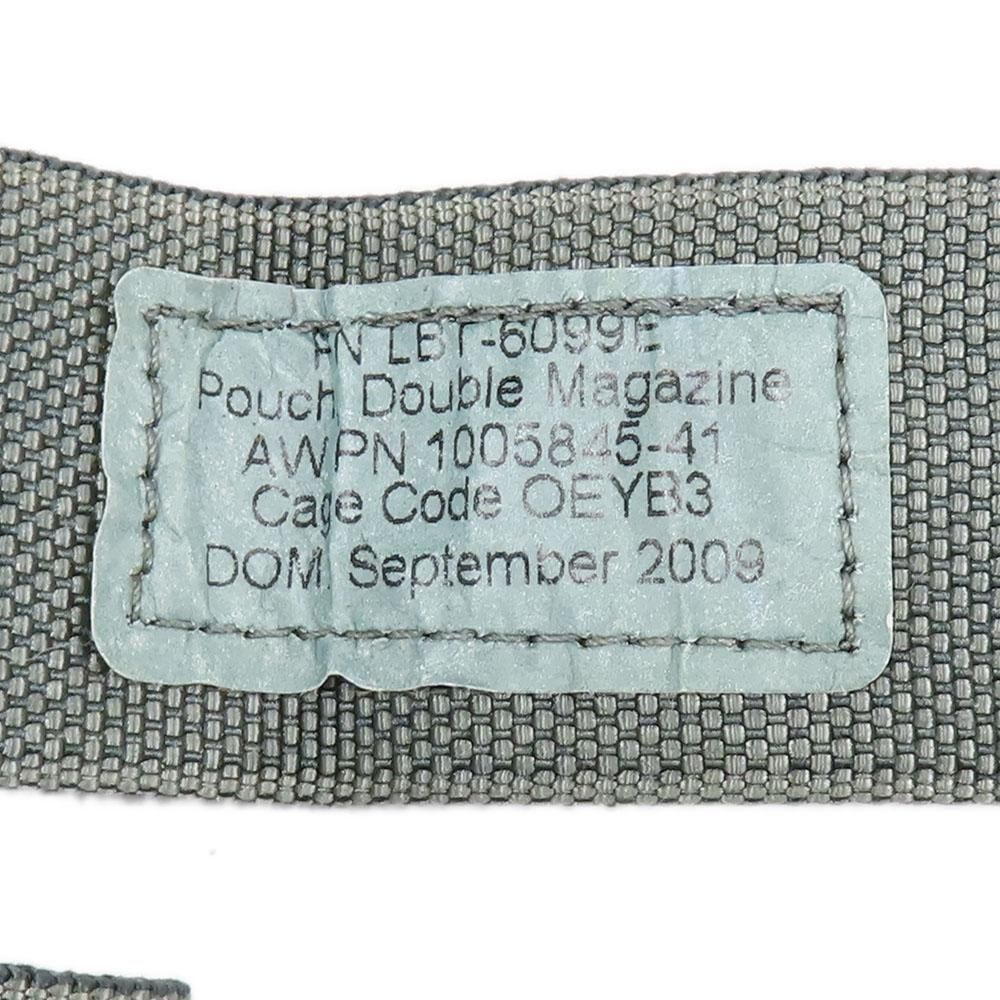 PN LBT-6099E
Pouch Double Magazine
AWPN 1005845-41
Cage Code OEYB3
DOM September 2009